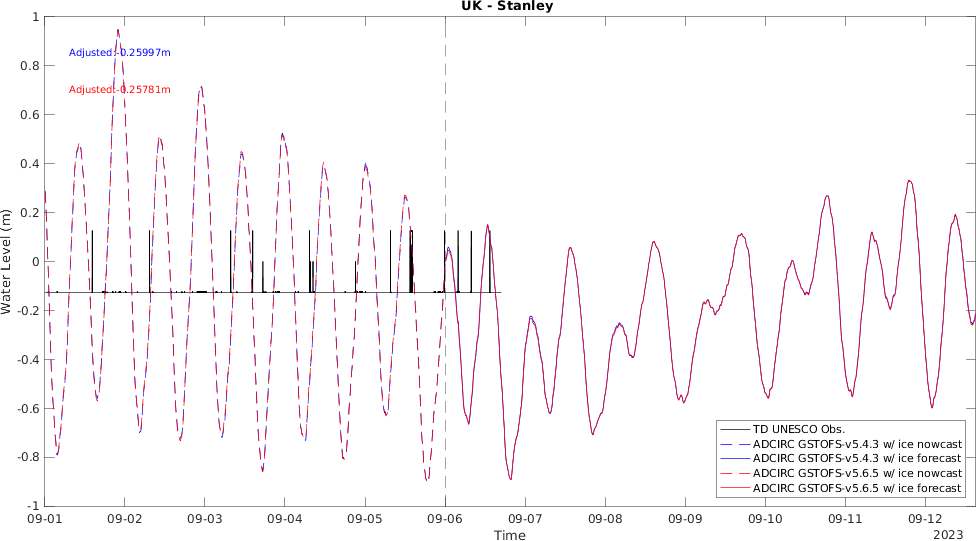 UK - Stanley
Adjusted:-0.25997m
Adjusted:-0.25781m
Water Level (m)
1
0.8
0.6
0.4
0.2
0
-0.2
-0.4
-0.6
-0.8
-1
TD UNESCO Obs.
ADCIRC GSTOFS-v5.4.3 w/ ice nowcast
ADCIRC GSTOFS-v5.4.3 w/ ice forecast
ADCIRC GSTOFS-v5.6.5 w/ ice nowcast
ADCIRC GSTOFS-v5.6.5 w/ ice forecast
09-01 09-02 09-03 09-04 09-05 09-06 09-07 09-08 09-09 09-10 09-11 09-12
Time
2023